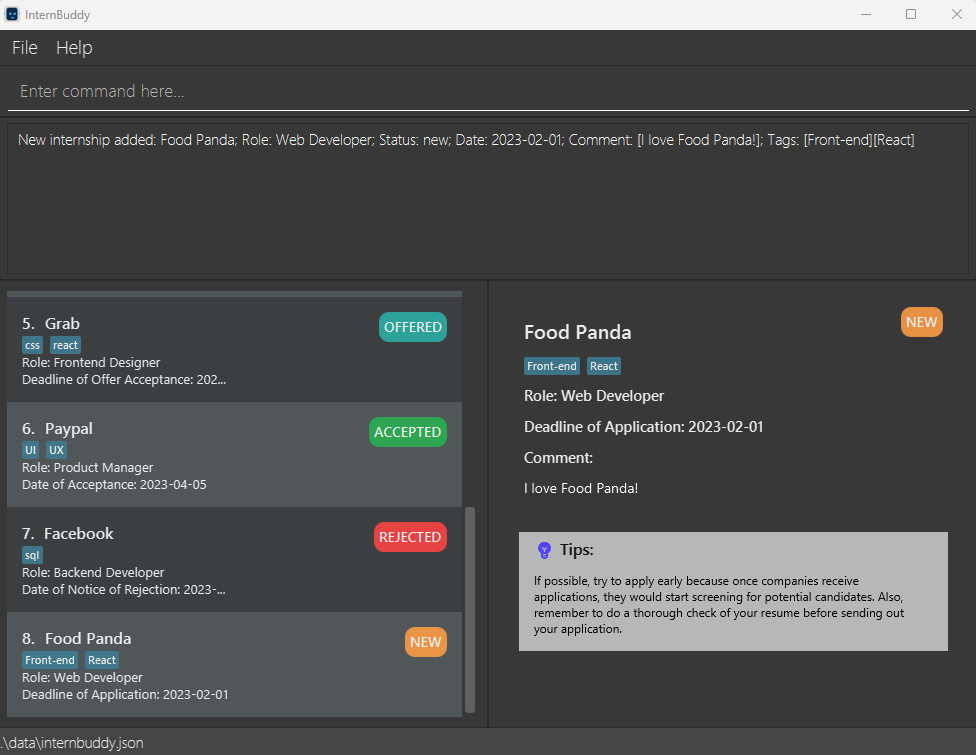 InternBuddy
File Help
Enter command here...
New internship added: Food Panda; Role: Web Developer; Status: new; Date: 2023-02-01; Comment: [I love Food Panda!]; Tags: [Front-end][React]
5. Grab
OFFERED
css react
Role: Frontend Designer
Deadline of Offer Acceptance: 202...
6. Paypal
ACCEPTED
UI UX
Role: Product Manager
Date of Acceptance: 2023-04-05
7. Facebook
REJECTED
sql
Role: Backend Developer
Date of Notice of Rejection: 2023-...
8. Food Panda
NEW
Front-end React
Role: Web Developer
Deadline of Application: 2023-02-01
Food Panda
NEW
Front-end React
Role: Web Developer
Deadline of Application: 2023-02-01
Comment:
I love Food Panda!
Tips:
If possible, try to apply early because once companies receive
applications, they would start screening for potential candidates. Also,
remember to do a thorough check of your resume before sending out
your application.
.\data\internbuddy.json